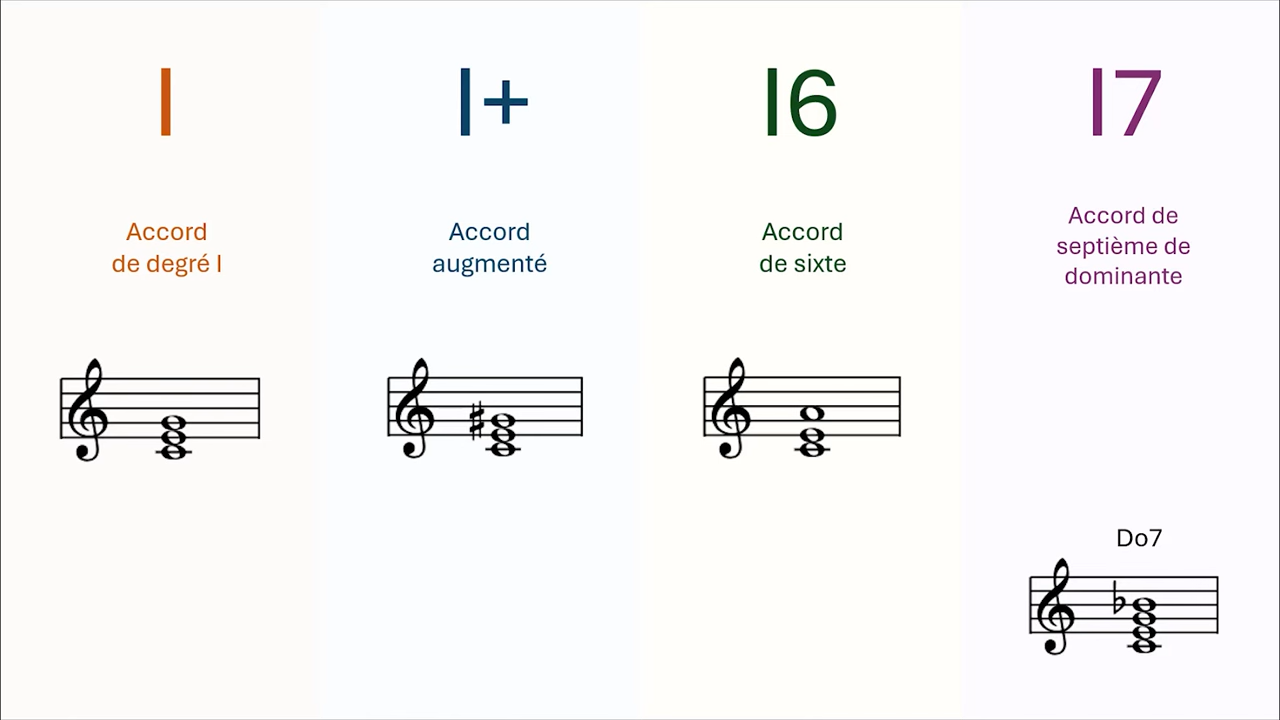 I
I+
I6
I7
Accord
de degré I
Accord
augmenté
Accord
de sixte
Accord de
septième de
dominante
Do7